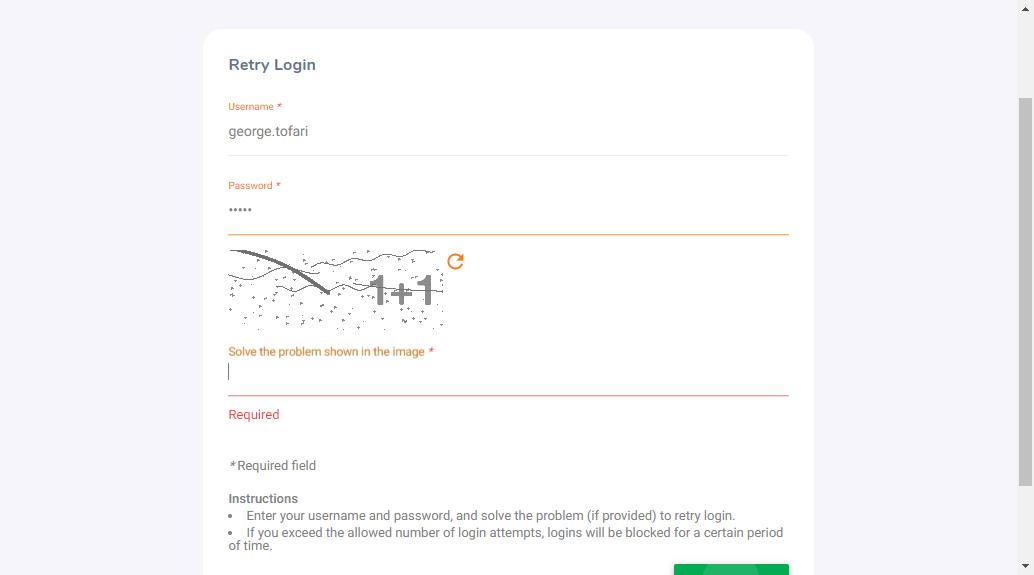 Retry Login
Username *
george.tofari
Password *
•••••
1+1
Solve the problem shown in the image *
Required
*Required field
Instructions
• Enter your username and password, and solve the problem (if provided) to retry login.
• If you exceed the allowed number of login attempts, logins will be blocked for a certain period
of time.